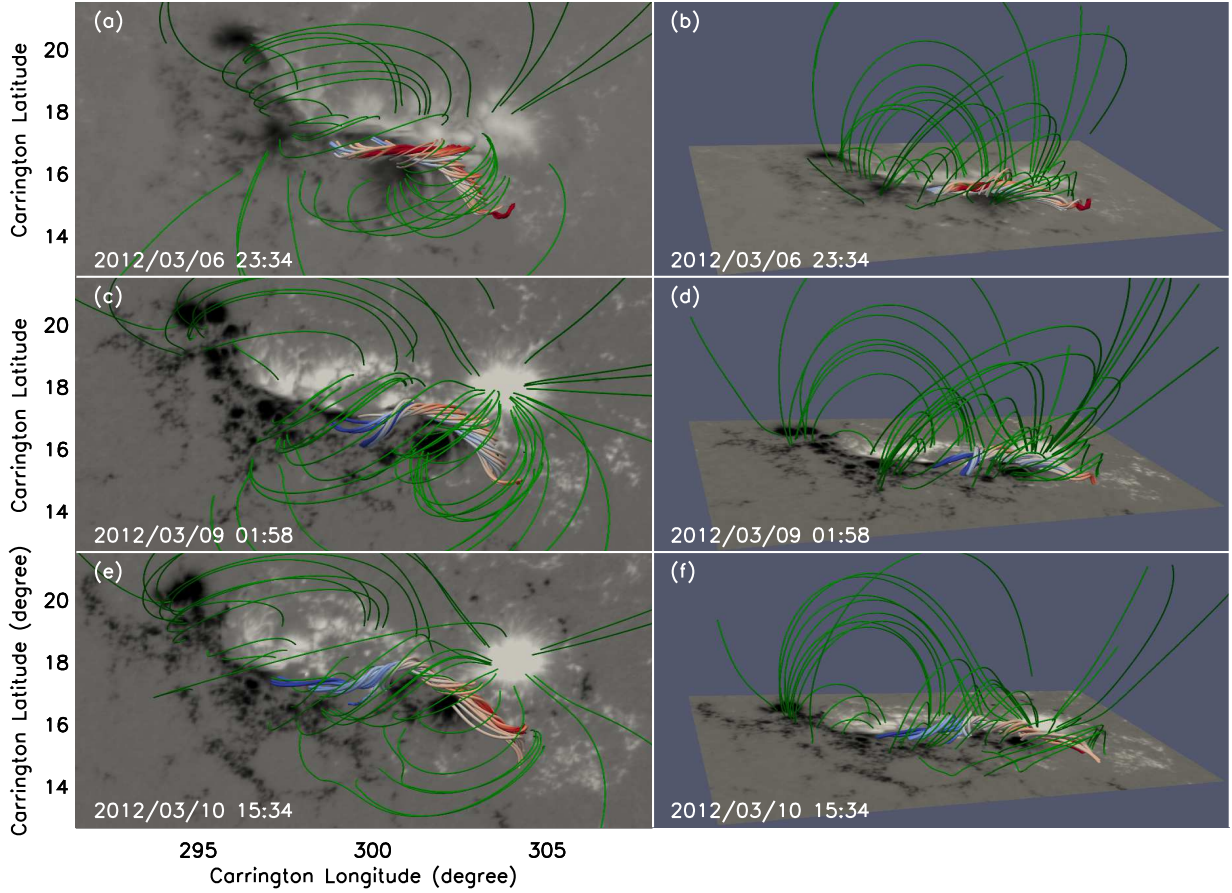 (a)
(b)
20
18
16
14
Carrington Latitude
2012/03/06 23:34
2012/03/06 23:34
(c)
(d)
20
18
16
14
Carrington Latitude
2012/03/09 01:58
2012/03/09 01:58
(e)
(f)
20
18
16
14
Carrington Latitude (degree)
2012/03/10 15:34
2012/03/10 15:34
295 300 305
Carrington Longitude (degree)